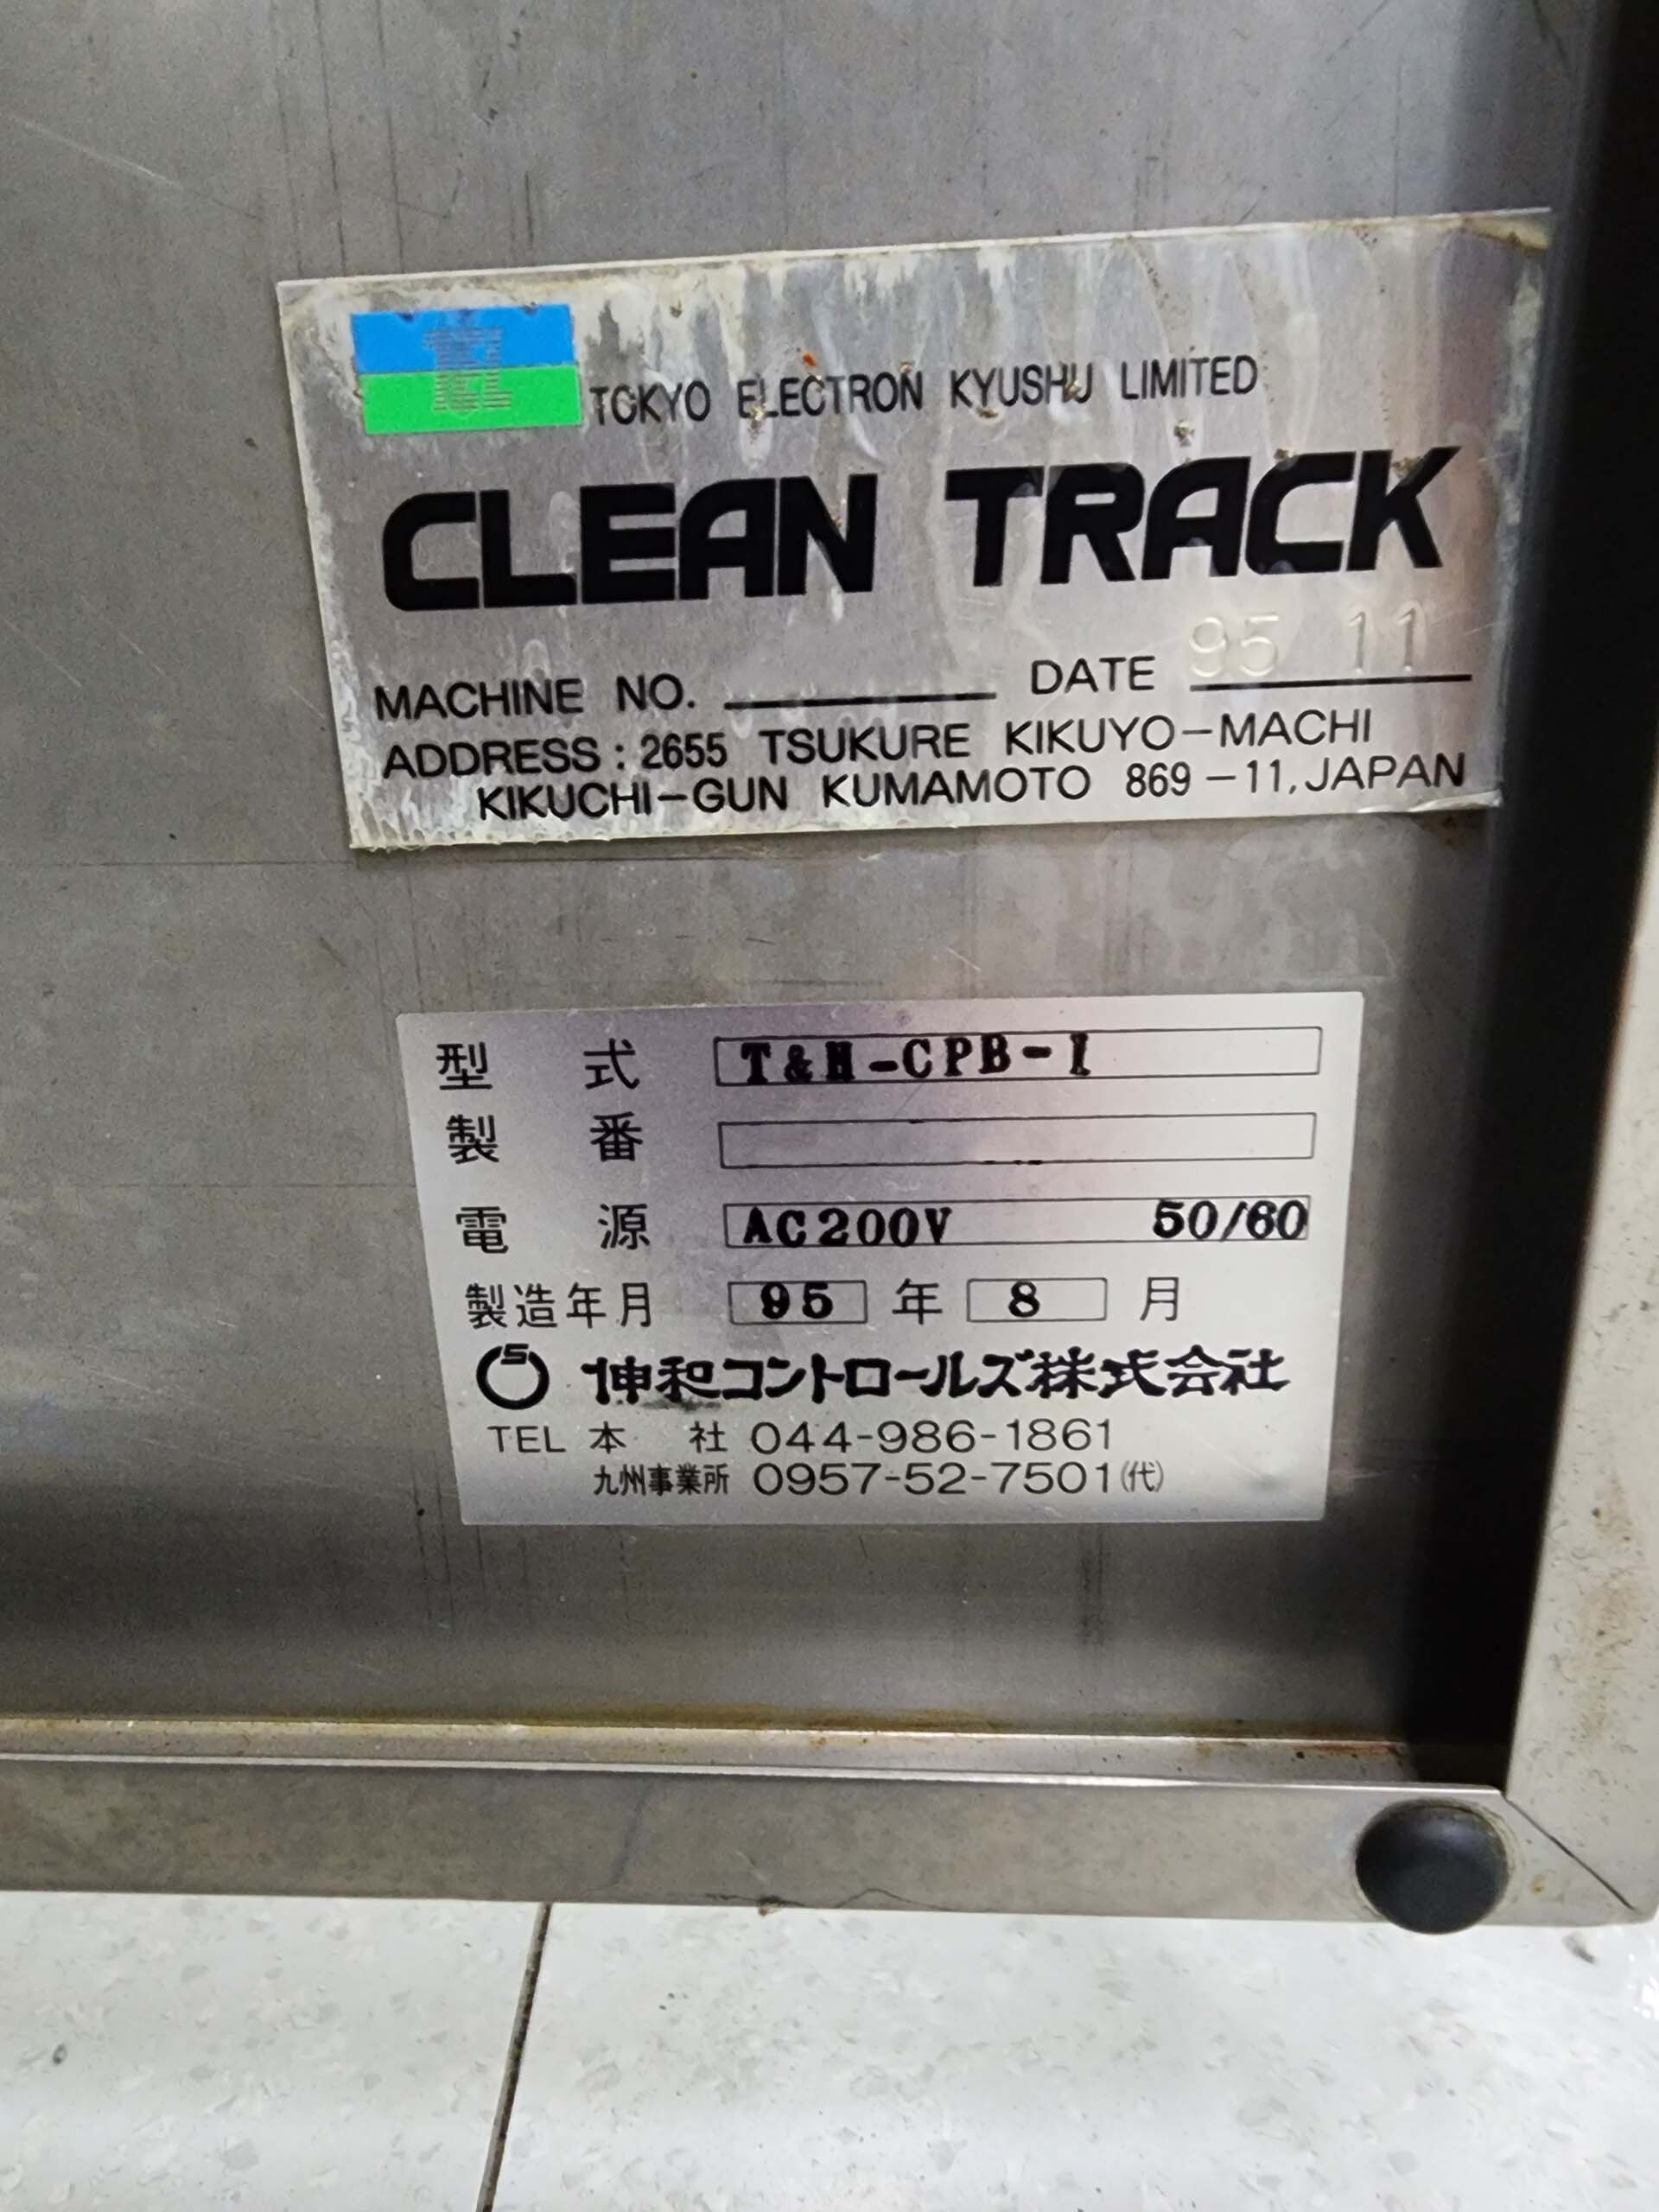 TEL
TOKYO ELECTRON KYUSHU LIMITED
CLEAN TRACK
MACHINE NO. DATE 95 11
ADDRESS : 2655 TSUKURE KIKUYO-MACHI
KIKUCHI-GUN KUMAMOTO 869-11, JAPAN
型 式 T&H-CPB-I
製 番
電 源 AC200V 50/60
製造年月 95 年 8 月
S 伸和コントロールズ株式会社
TEL 本 社 044-986-1861
九州事業所 0957-52-7501(代)